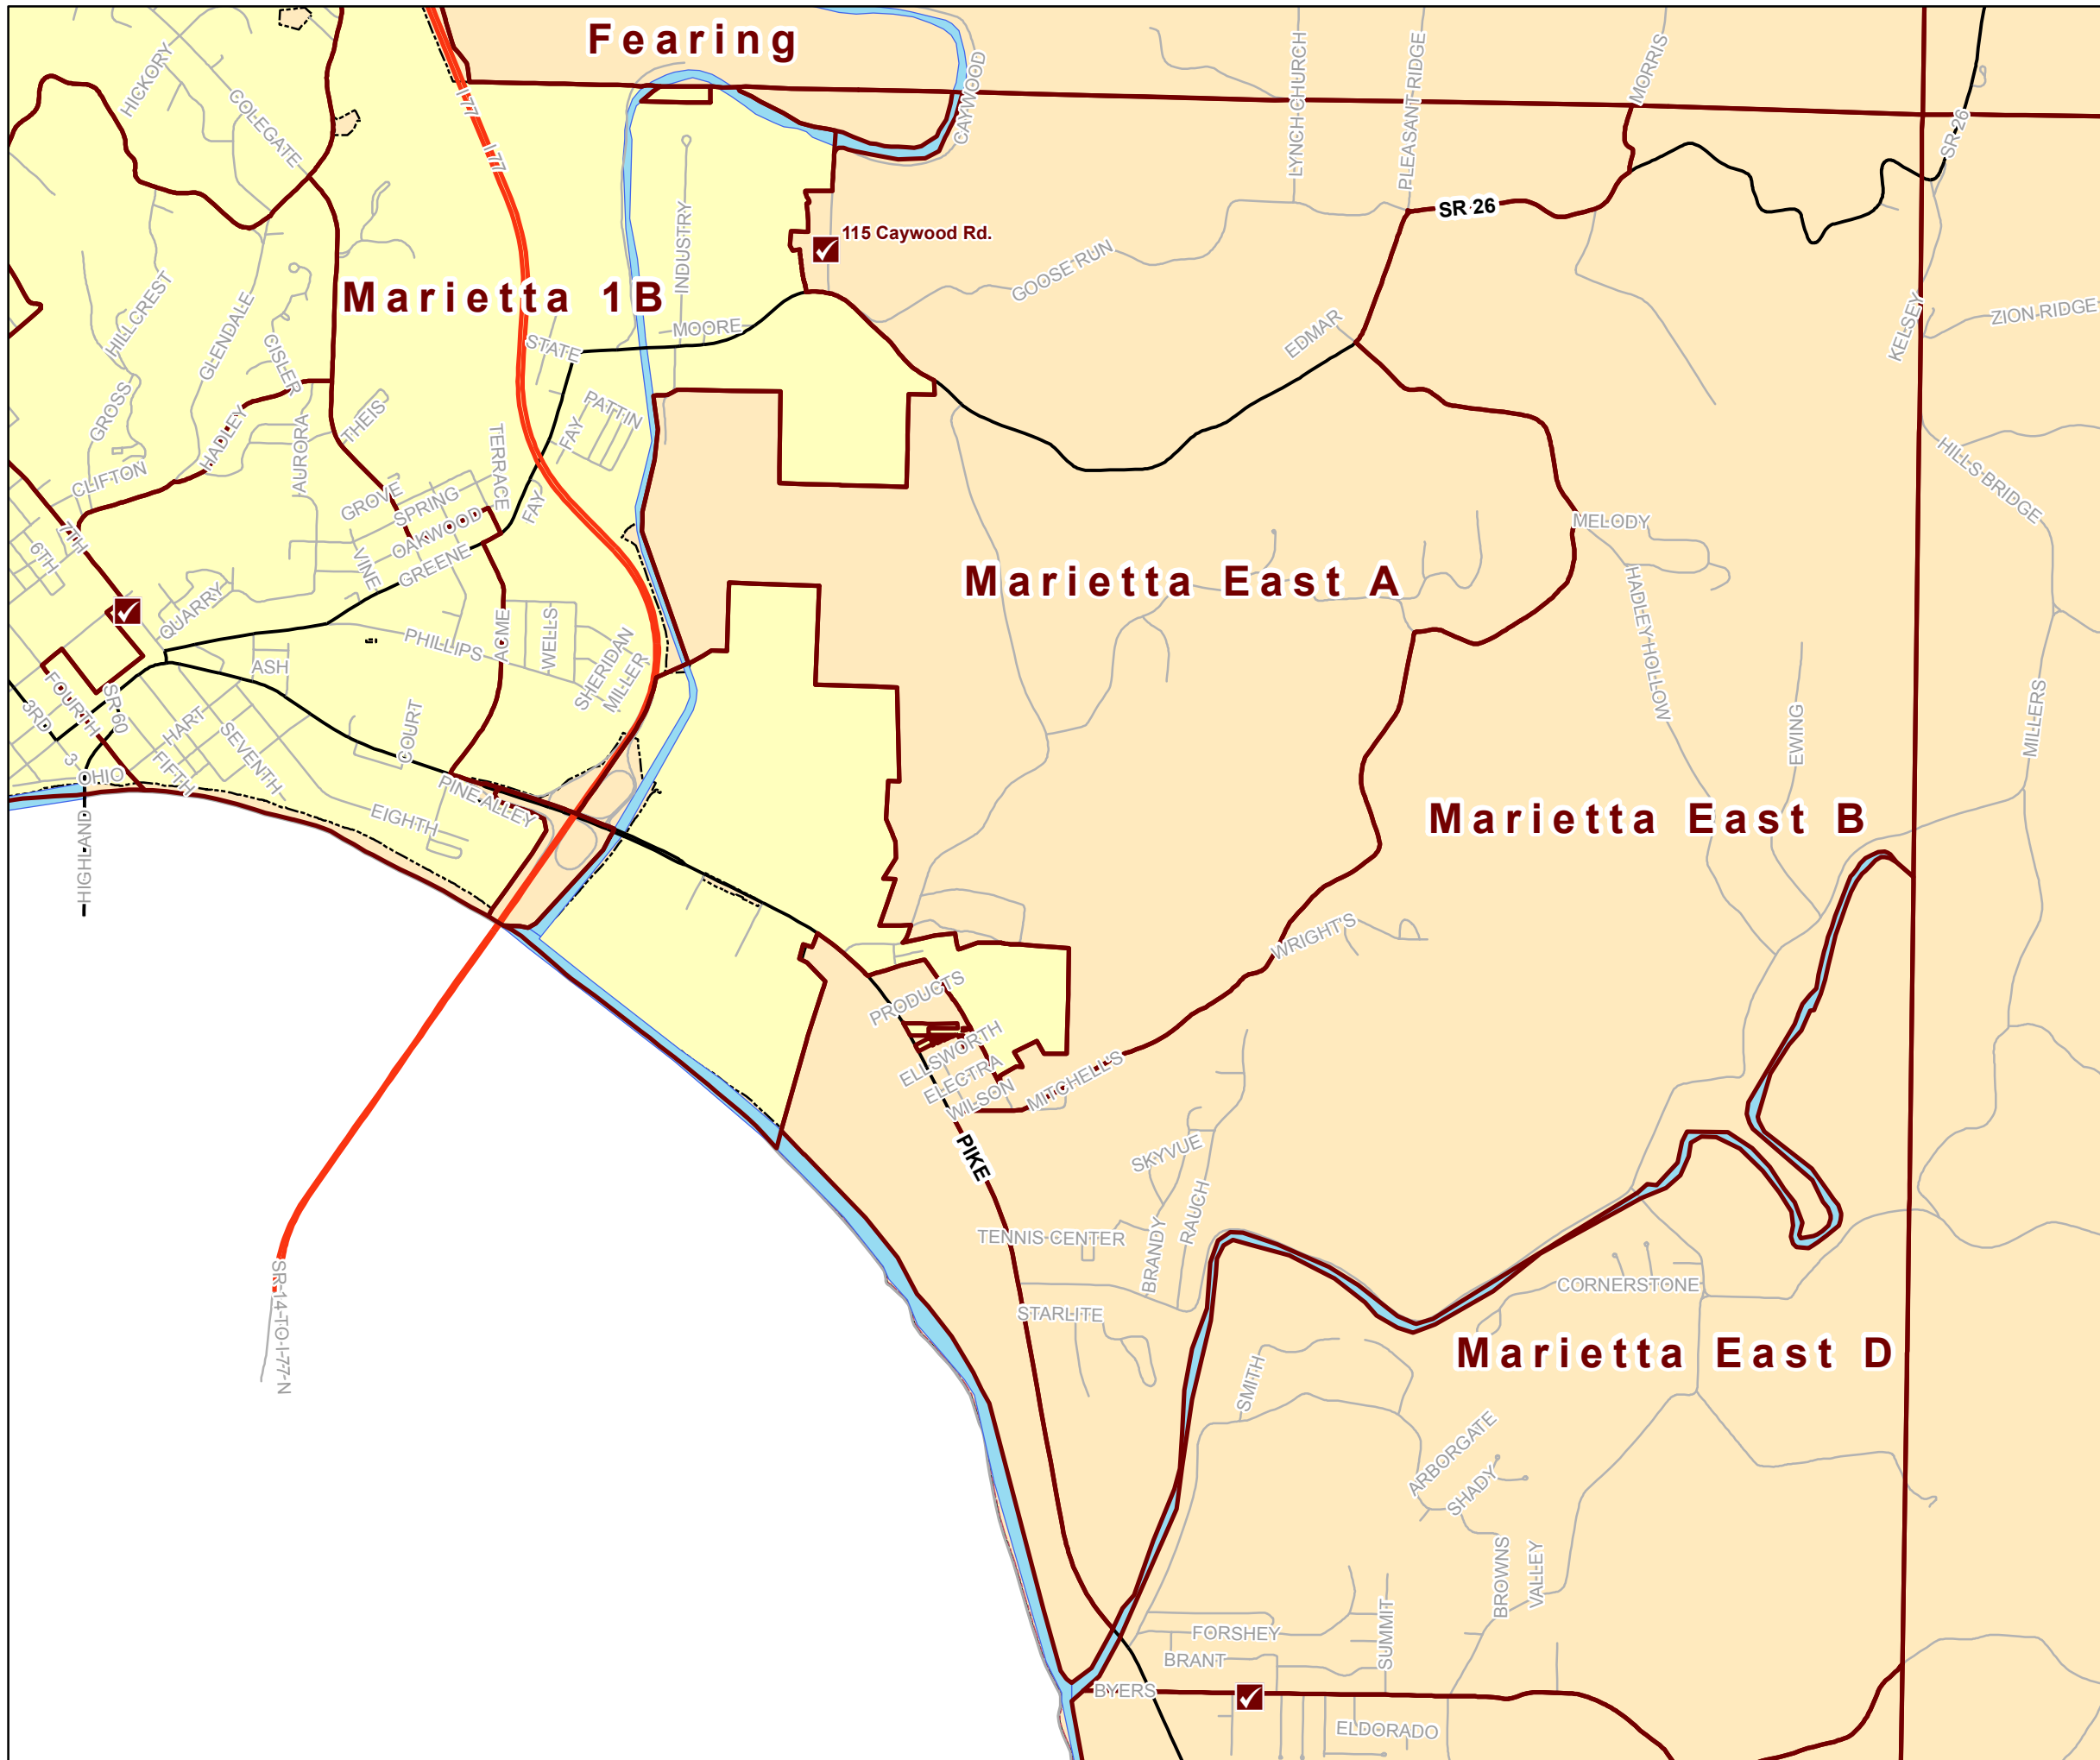 Fearing
CAYWOOD
LYNCH CHURCH
PLEASANT RIDGE
MORRIS
HICKORY
COLEGATE
I-77
I-77
SR 26
SR 26
INDUSTRY
115 Caywood Rd.
GOOSE RUN
Marietta 1B
HILLCREST
GLENDALE
CISLER
STATE
MOORE
EDMAR
KELSEY
ZION RIDGE
GROSS
HADLEY
AURORA
THEIS
TERRACE
FAY
PATTIN
CLIFTON
HILLS BRIDGE
GROVE
SPRING
FAY
7TH
6TH
OAKWOOD
VINE
GREENE
MELODY
Marietta East A
HADLEY HOLLOW
QUARRY
PHILLIPS
ACME
WELLS
SHERIDAN
MILLER
ASH
FOURTH
SR 60
3RD
HART
COURT
SEVENTH
EWING
MILLERS
3
OHIO
FIFTH
PINE ALLEY
EIGHTH
HIGHLAND
Marietta East B
WRIGHT'S
PRODUCTS
ELLSWORTH
ELECTRA
WILSON
MITCHELL'S
PIKE
SKYVUE
RAUCH
BRANDY
TENNIS CENTER
STARLITE
CORNERSTONE
SR-14-TO-I-77-N
Marietta East D
SMITH
ARBORGATE
SHADY
BROWNS
VALLEY
FORSHEY
SUMMIT
BRANT
BYERS
ELDORADO